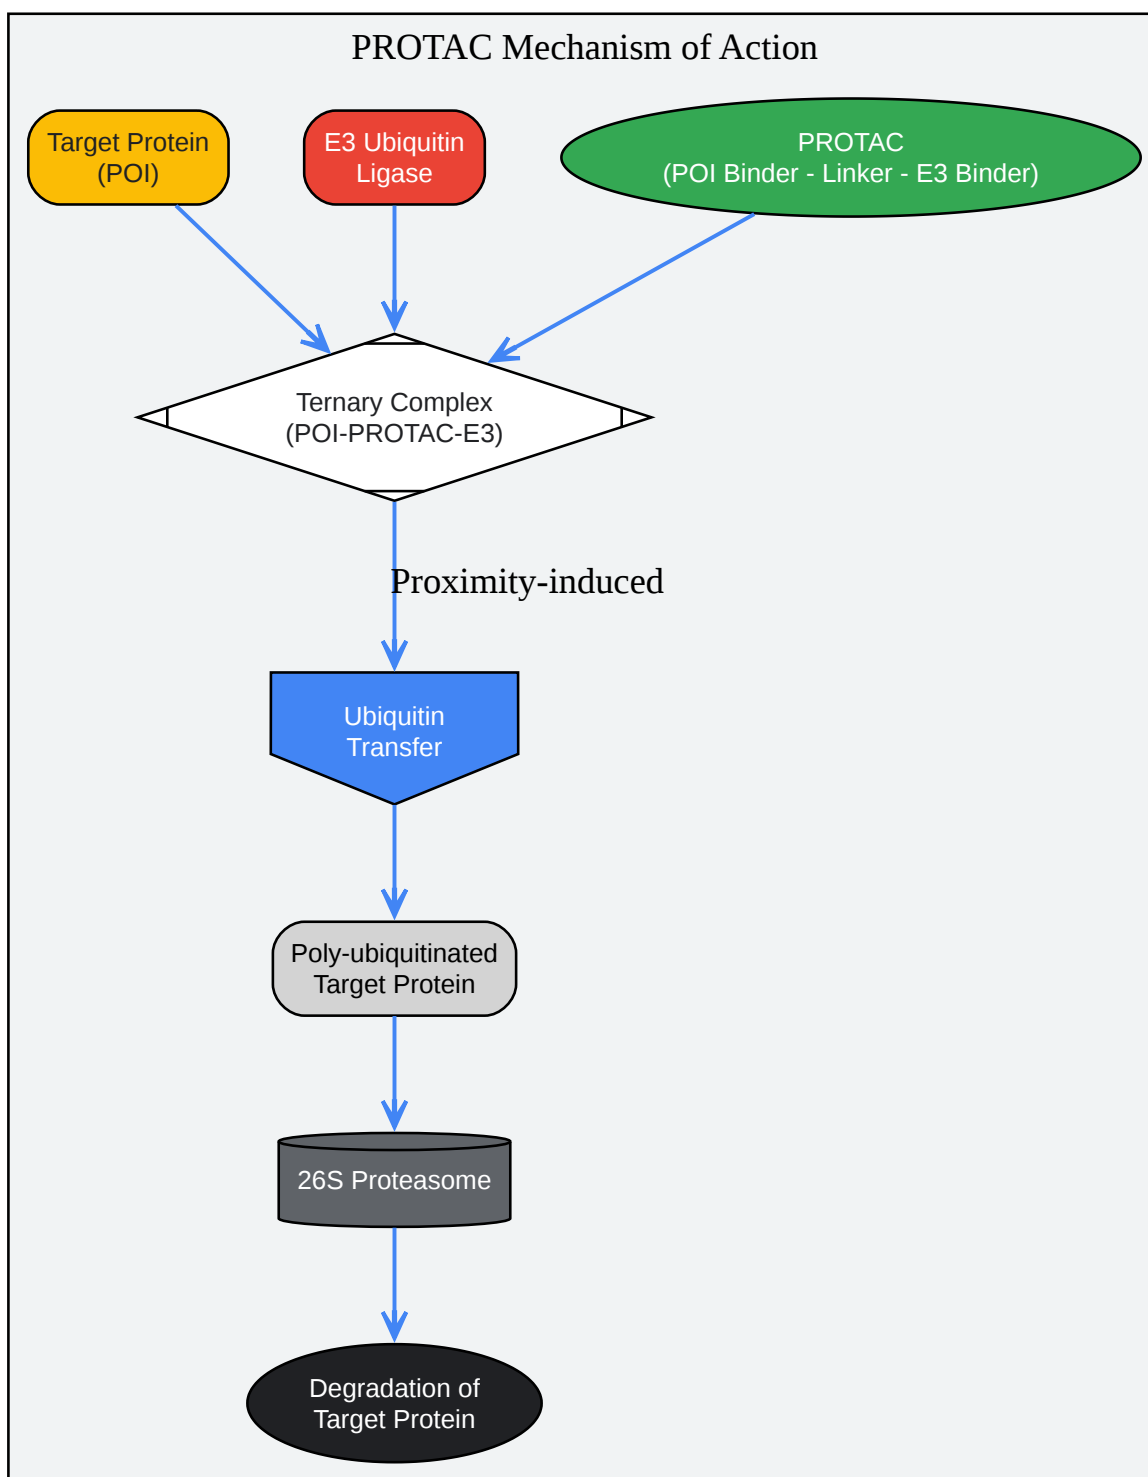 PROTAC Mechanism of Action
Target Protein
(POI)
E3 Ubiquitin
Ligase
PROTAC
(POI Binder - Linker - E3 Binder)
Ternary Complex
(POI-PROTAC-E3)
Proximity-induced
Ubiquitin
Transfer
Poly-ubiquitinated
Target Protein
26S Proteasome
Degradation of
Target Protein